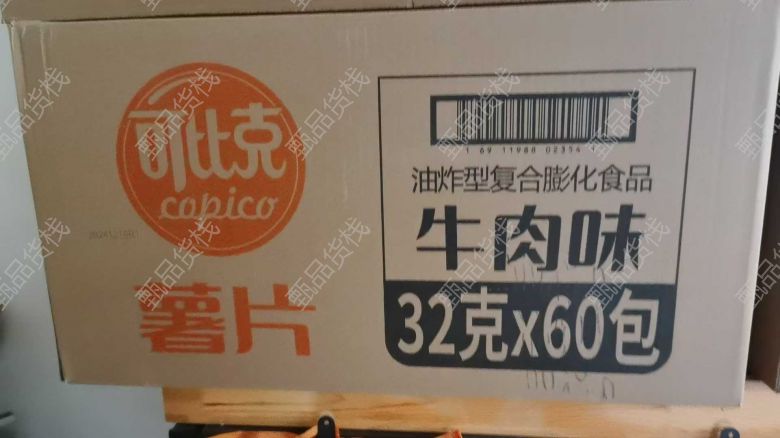 可比克
copico
薯片
油炸型复合膨化食品
牛肉味
32克x60包
甄品货栈